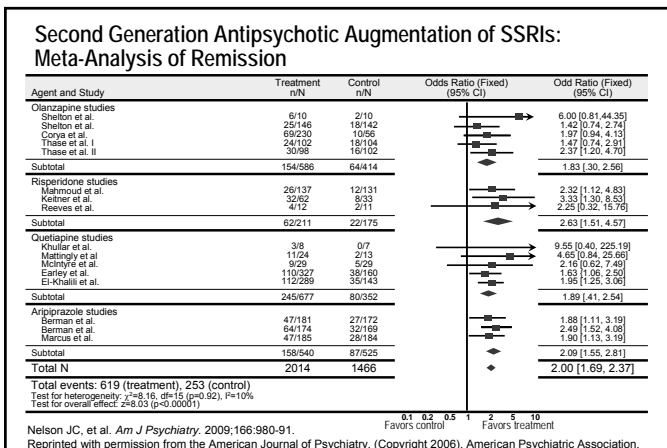 Second Generation Antipsychotic Augmentation of SSRIs:
Meta-Analysis of Remission
Treatment Control Odds Ratio (Fixed) Odd Ratio (Fixed)
Agent and Study n/N n/N (95% CI) (95% CI)
Olanzapine studies
Shelton et al. 6/10 2/10 6.00 [0.81,44.35]
Shelton et al. 25/146 18/142 1.42 [0.74, 2.74]
Corya et al. 69/230 10/56 1.97 [0.94, 4.13]
Thase et al. I 24/102 18/104 1.47 [0.74, 2.91]
Thase et al. II 30/98 16/102 2.37 [1.20, 4.70]
Subtotal 154/586 64/414 1.83 [.30, 2.56]
Risperidone studies
Mahmoud et al. 26/137 12/131 2.32 [1.12, 4.83]
Keitner et al. 32/62 8/33 3.33 [1.30, 8.53]
Reeves et al. 4/12 2/11 2.25 [0.32, 15.76]
Subtotal 62/211 22/175 2.63 [1.51, 4.57]
Quetiapine studies
Khullar et al. 3/8 0/7 9.55 [0.40, 225.19]
Mattingly et al 11/24 2/13 4.65 [0.84, 25.66]
McIntyre et al. 9/29 5/29 2.16 [0.62, 7.49]
Earley et al. 110/327 38/160 1.63 [1.06, 2.50]
El-Khalili et al. 112/289 35/143 1.95 [1.25, 3.06]
Subtotal 245/677 80/352 1.89 [.41, 2.54]
Aripiprazole studies
Berman et al. 47/181 27/172 1.88 [1.11, 3.19]
Berman et al. 64/174 32/169 2.49 [1.52, 4.08]
Marcus et al. 47/185 28/184 1.90 [1.13, 3.19]
Subtotal 158/540 87/525 2.09 [1.55, 2.81]
Total N 2014 1466 2.00 [1.69, 2.37]
Total events: 619 (treatment), 253 (control)
Test for heterogeneity: χ²=8.16, df=15 (p=0.92), I²=10%
Test for overall effect: z=8.03 (p<0.00001)
0.1 0.2 0.5 1 2 5 10
Favors control Favors treatment
Nelson JC, et al. Am J Psychiatry. 2009;166:980-91.
Reprinted with permission from the American Journal of Psychiatry, (Copyright 2006). American Psychiatric Association.